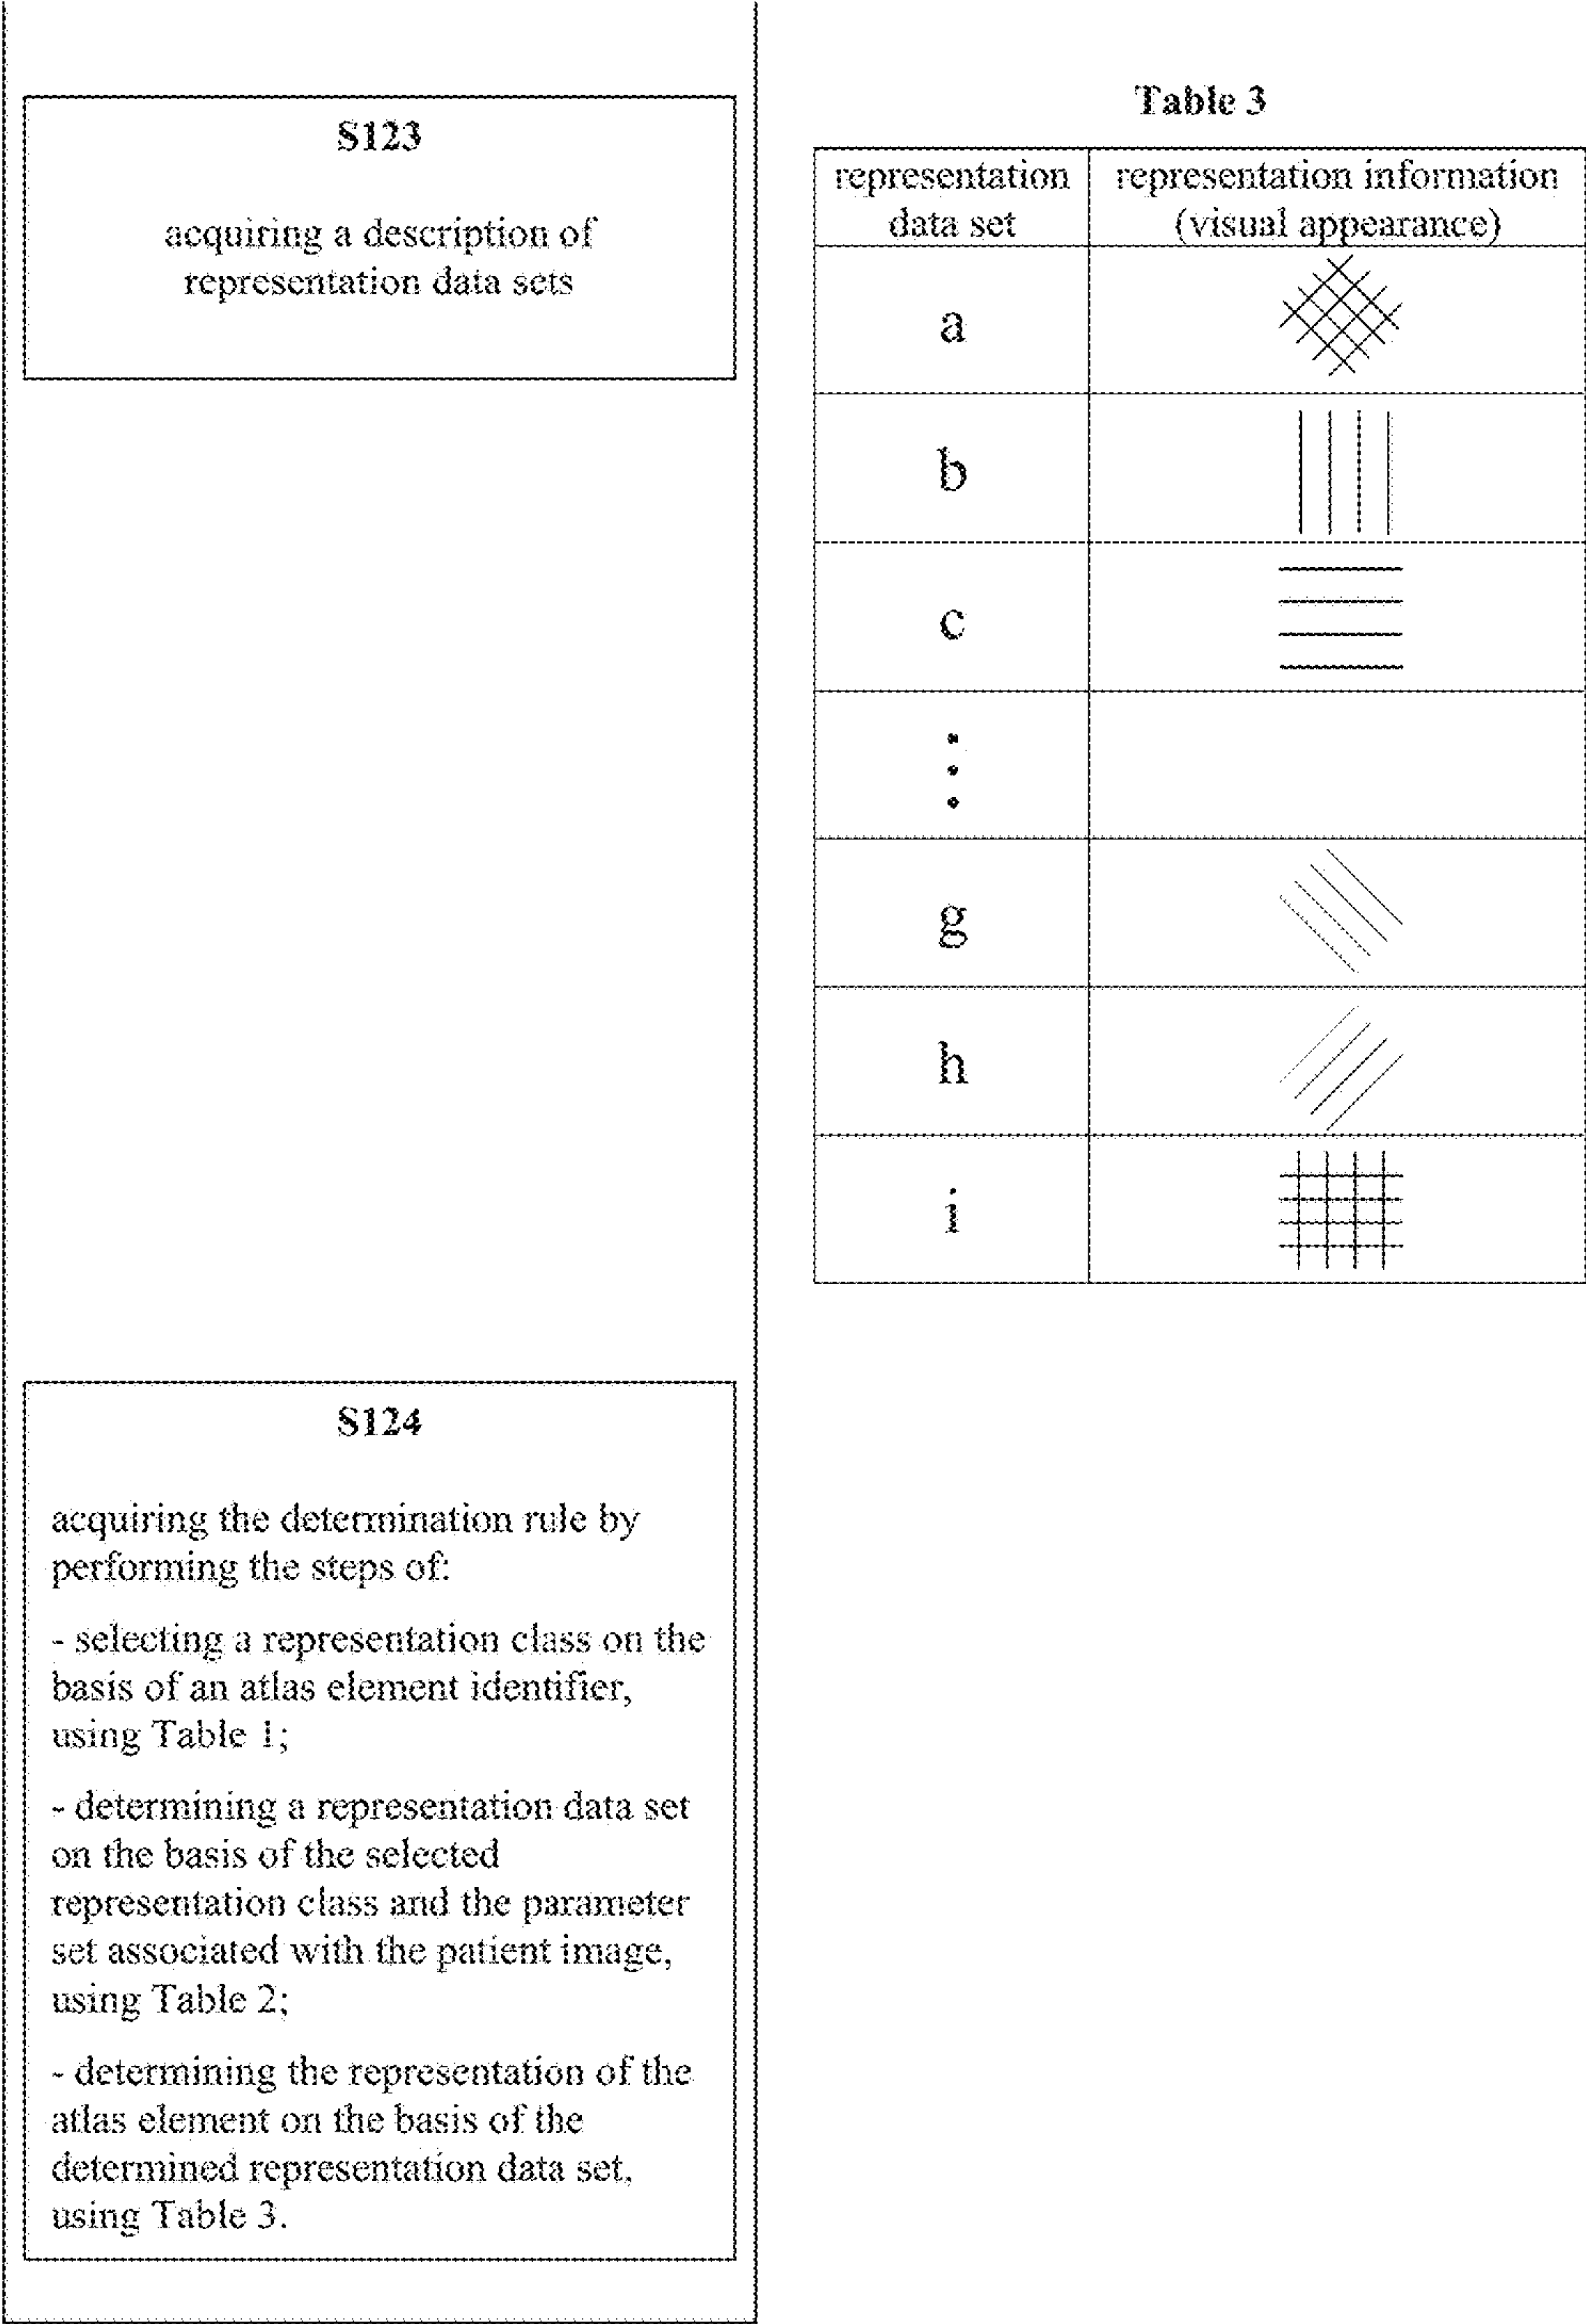 S123
acquiring a description of
representation data sets
Table 3
representation
data set
representation information
(visual appearance)
a
b
c
g
h
i
S124
acquiring the determination rule by
performing the steps of:
- selecting a representation class on the
basis of an atlas element identifier,
using Table 1;
- determining a representation data set
on the basis of the selected
representation class and the parameter
set associated with the patient image,
using Table 2;
- determining the representation of the
atlas element on the basis of the
determined representation data set,
using Table 3.